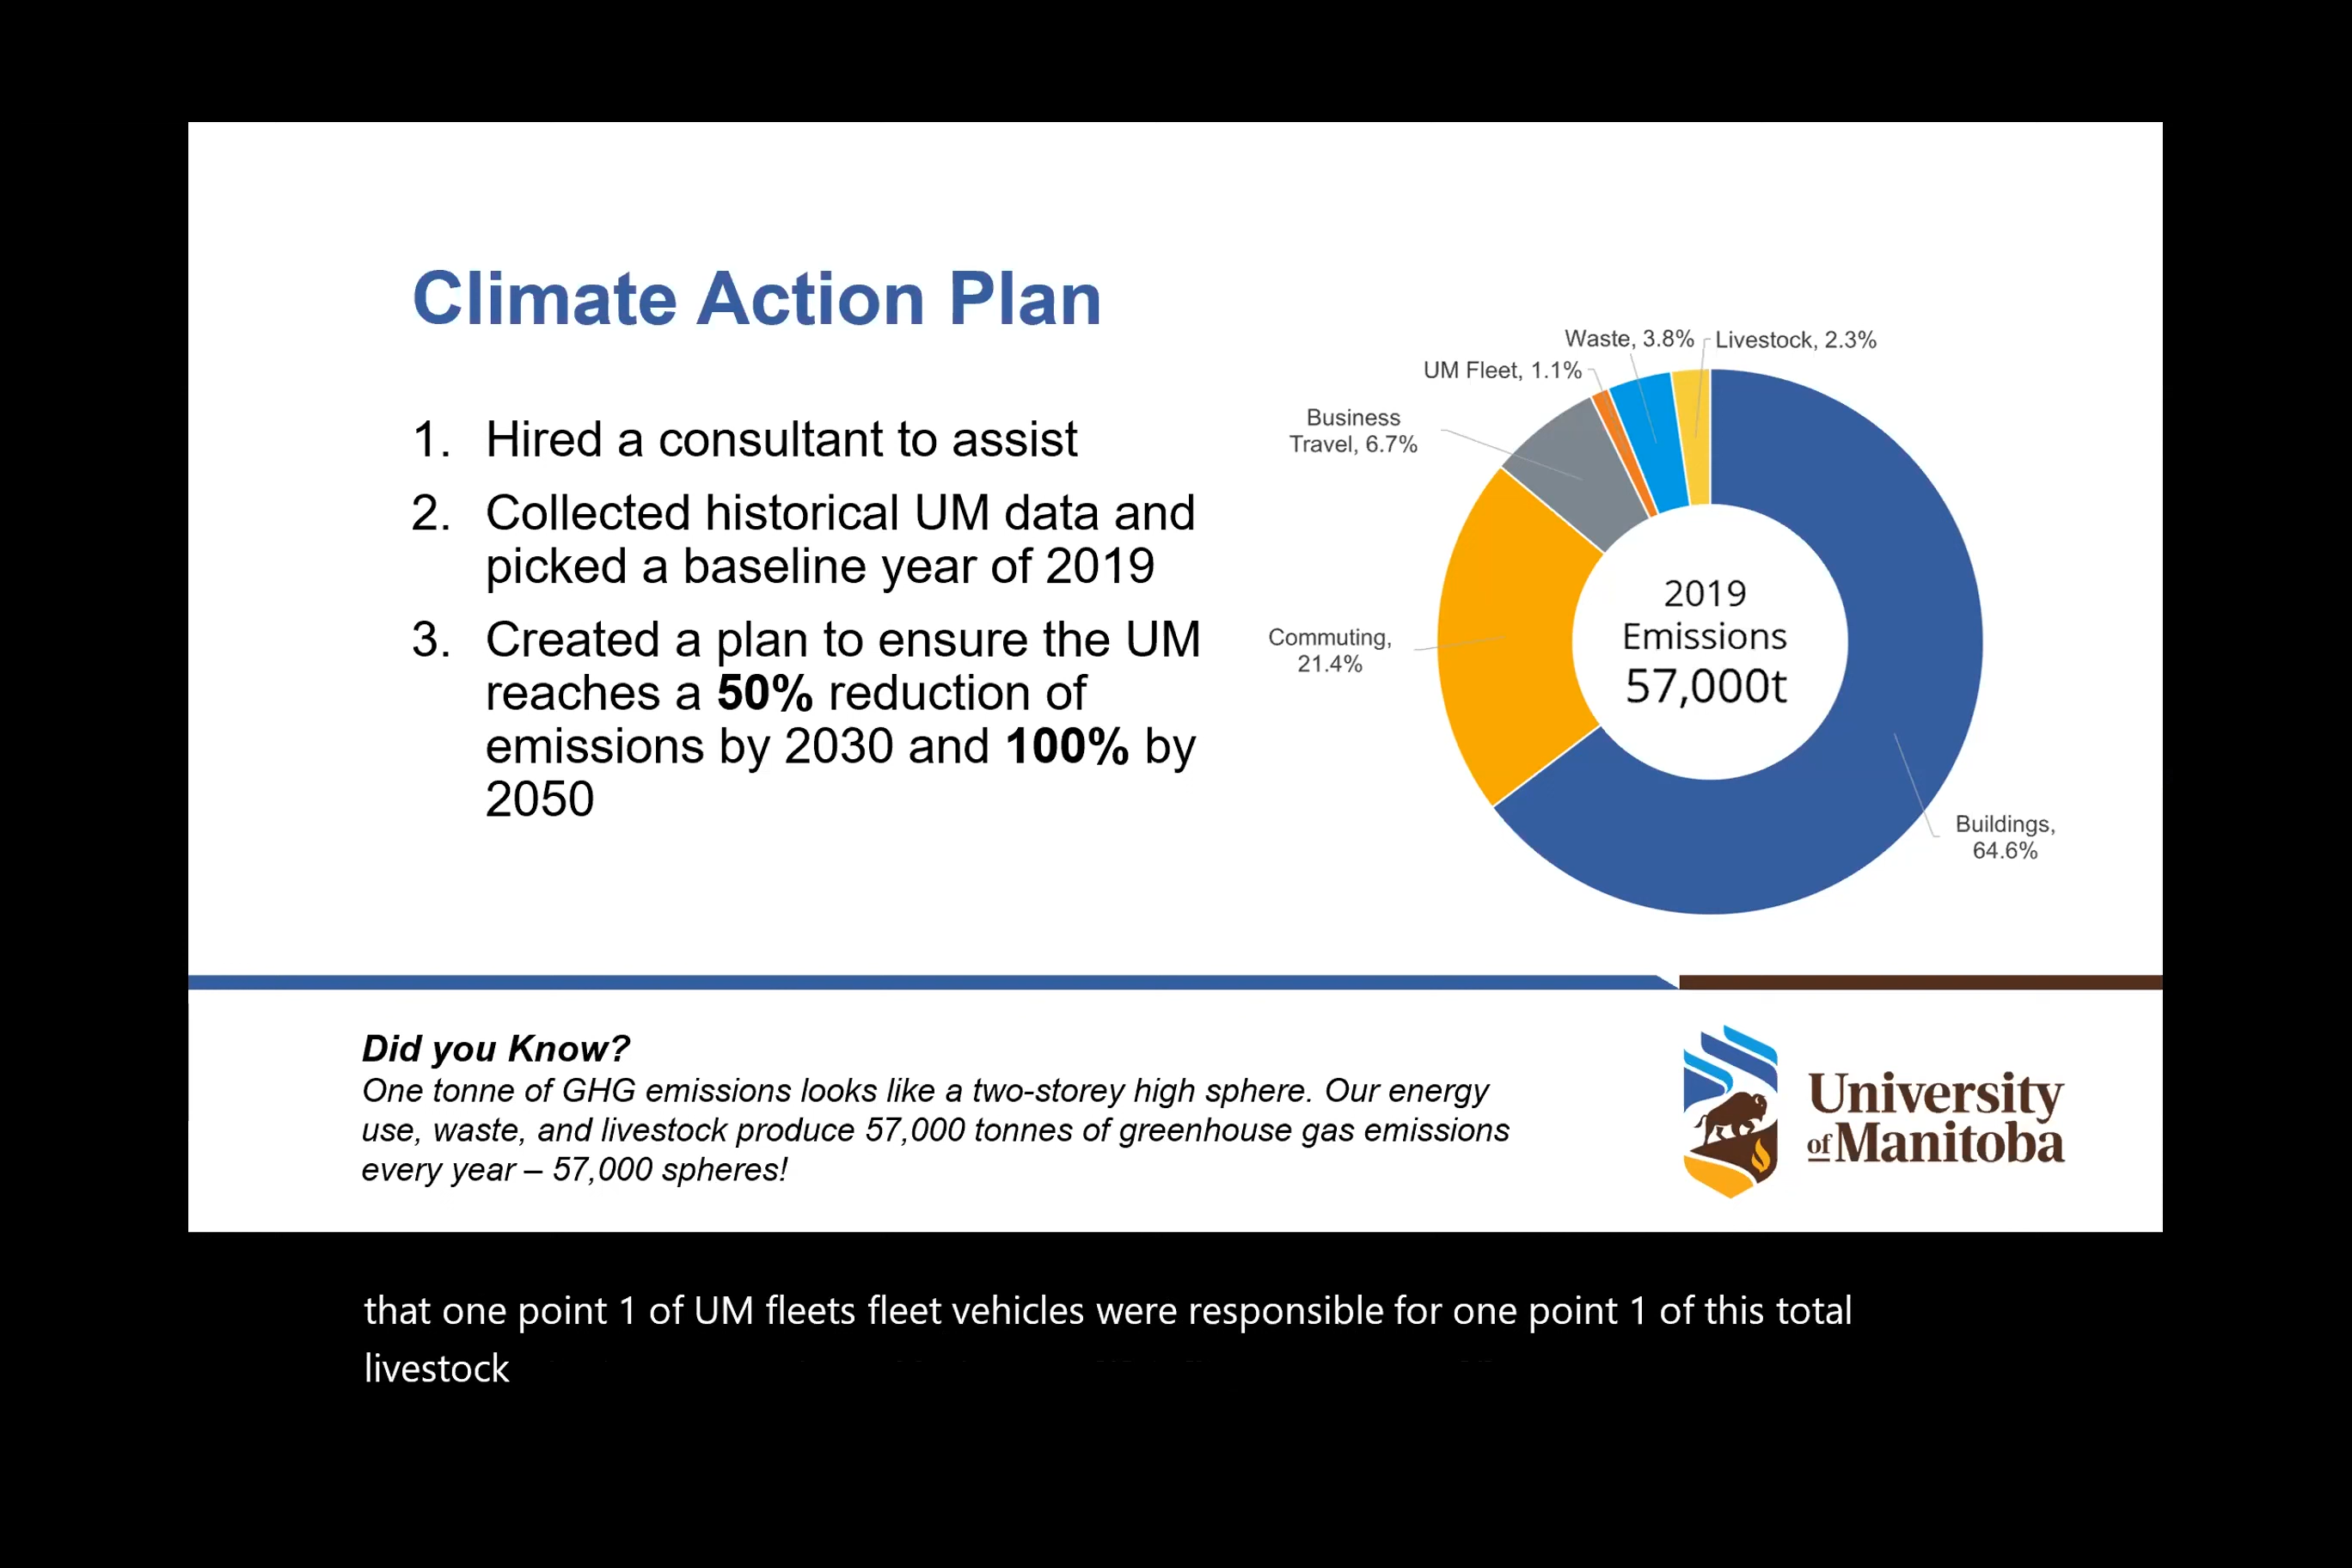 Climate Action Plan
1. Hired a consultant to assist
2. Collected historical UM data and
picked a baseline year of 2019
3. Created a plan to ensure the UM
reaches a 50% reduction of
emissions by 2030 and 100% by
2050
Waste, 3.8%
Livestock, 2.3%
UM Fleet, 1.1%
Business
Travel, 6.7%
Commuting,
21.4%
2019
Emissions
57,000t
Buildings,
64.6%
Did you Know?
One tonne of GHG emissions looks like a two-storey high sphere. Our energy
use, waste, and livestock produce 57,000 tonnes of greenhouse gas emissions
every year – 57,000 spheres!
University
of Manitoba
that one point 1 of UM fleets fleet vehicles were responsible for one point 1 of this total
livestock